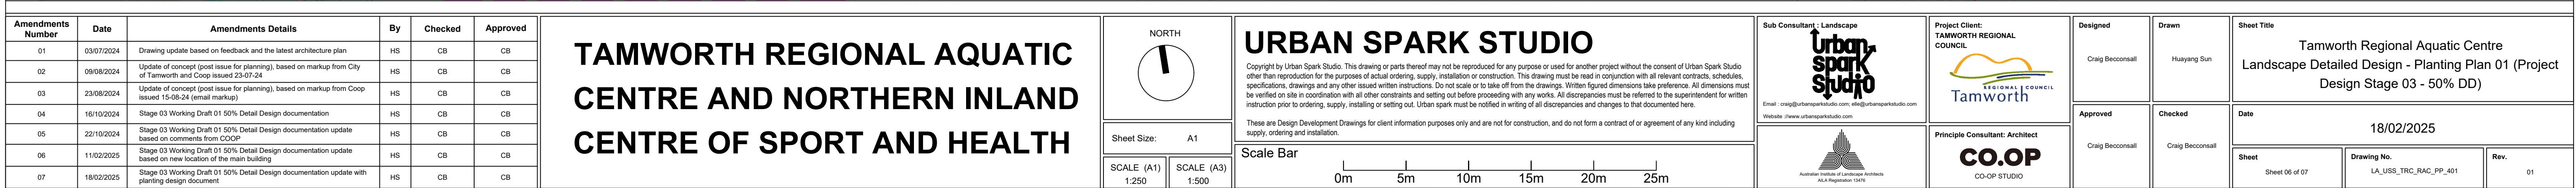 Amendments Number Date Amendments Details By Checked Approved
01 03/07/2024 Drawing update based on feedback and the latest architecture plan HS CB CB
02 09/08/2024 Update of concept (post issue for planning), based on markup from City of Tamworth and Coop issued 23-07-24 HS CB CB
03 23/08/2024 Update of concept (post issue for planning), based on markup from Coop issued 15-08-24 (email markup) HS CB CB
04 16/10/2024 Stage 03 Working Draft 01 50% Detail Design documentation HS CB CB
05 22/10/2024 Stage 03 Working Draft 01 50% Detail Design documentation update based on comments from COOP HS CB CB
06 11/02/2025 Stage 03 Working Draft 01 50% Detail Design documentation update based on new location of the main building HS CB CB
07 18/02/2025 Stage 03 Working Draft 01 50% Detail Design documentation update with planting design document HS CB CB
TAMWORTH REGIONAL AQUATIC
CENTRE AND NORTHERN INLAND
CENTRE OF SPORT AND HEALTH
NORTH
Sheet Size: A1
SCALE (A1) SCALE (A3)
1:250 1:500
URBAN SPARK STUDIO
Copyright by Urban Spark Studio. This drawing or parts thereof may not be reproduced for any purpose or used for another project without the consent of Urban Spark Studio
other than reproduction for the purposes of actual ordering, supply, installation or construction. This drawing must be read in conjunction with all relevant contracts, schedules,
specifications, drawings and any other issued written instructions. Do not scale or to take off from the drawings. Written figured dimensions take preference. All dimensions must
be verified on site in coordination with all other constraints and setting out before proceeding with any works. All discrepancies must be referred to the superintendent for written
instruction prior to ordering, supply, installing or setting out. Urban spark must be notified in writing of all discrepancies and changes to that documented here.
These are Design Development Drawings for client information purposes only and are not for construction, and do not form a contract of or agreement of any kind including
supply, ordering and installation.
Scale Bar
0m 5m 10m 15m 20m 25m
Sub Consultant : Landscape
Urban
spark
Studio
Email : craig@urbansparkstudio.com; elle@urbansparkstudio.com
Website ://www.urbansparkstudio.com
Australian Institute of Landscape Architects
AILA Registration 13476
Project Client:
TAMWORTH REGIONAL
COUNCIL
REGIONAL COUNCIL
Tamworth
Principle Consultant: Architect
CO.OP
CO-OP STUDIO
Designed
Craig Becconsall
Drawn
Huayang Sun
Approved
Craig Becconsall
Checked
Craig Becconsall
Sheet Title
Tamworth Regional Aquatic Centre
Landscape Detailed Design - Planting Plan 01 (Project
Design Stage 03 - 50% DD)
Date
18/02/2025
Sheet
Sheet 06 of 07
Drawing No.
LA_USS_TRC_RAC_PP_401
Rev.
01